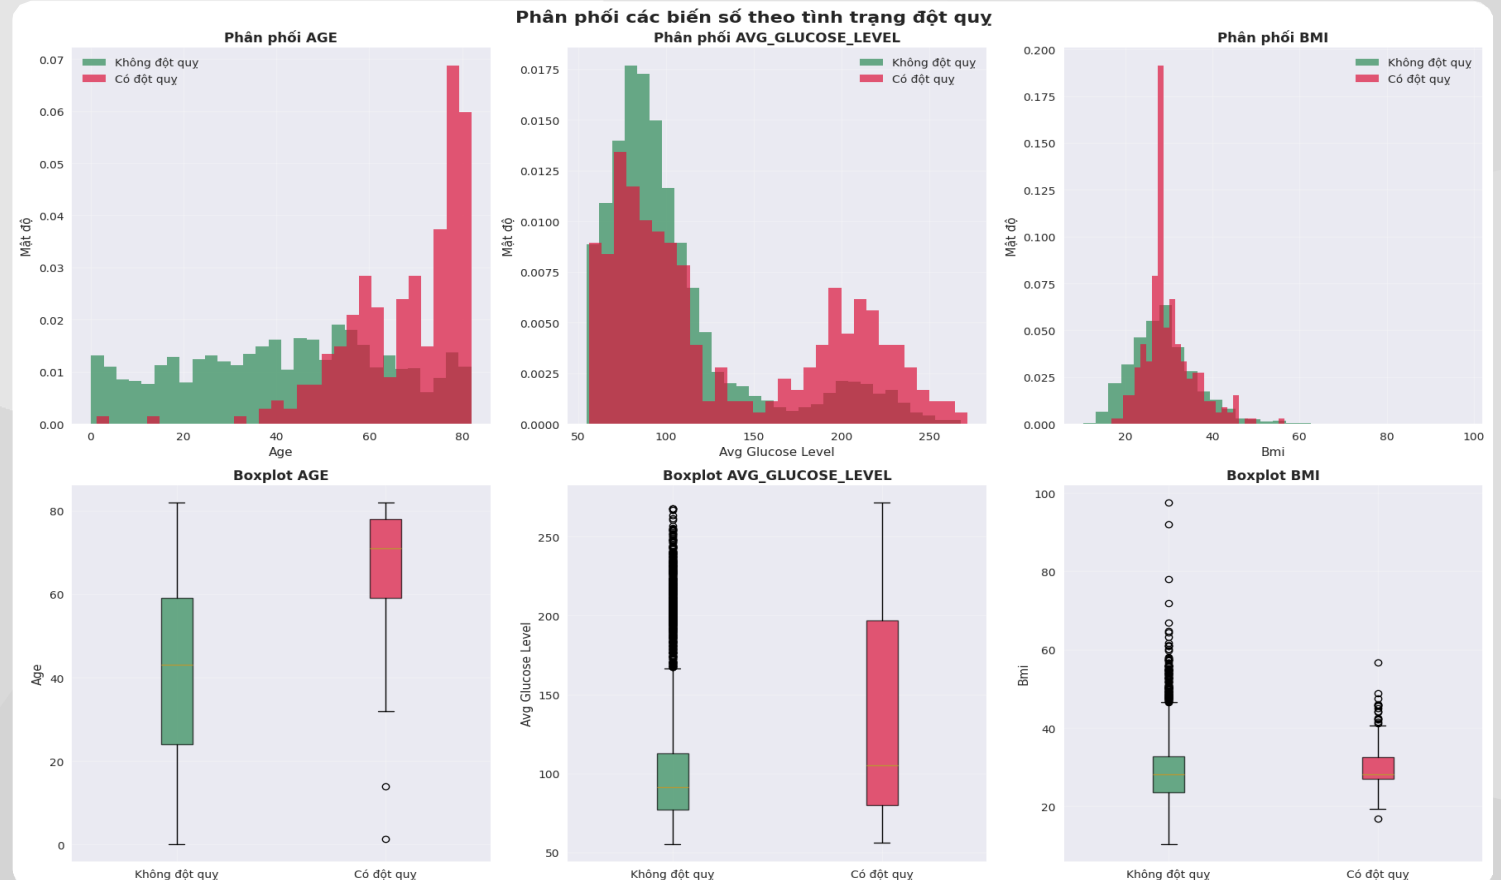 Phân phối các biến số theo tình trạng đột quỵ
Phân phối AGE
Không đột quỵ
Có đột quỵ
0.07
0.06
0.05
0.04
0.03
0.02
0.01
0.00
Mật độ
0 20 40 60 80
Age
Phân phối AVG_GLUCOSE_LEVEL
Không đột quỵ
Có đột quỵ
0.0175
0.0150
0.0125
0.0100
0.0075
0.0050
0.0025
0.0000
Mật độ
50 100 150 200 250
Avg Glucose Level
Phân phối BMI
Không đột quỵ
Có đột quỵ
0.200
0.175
0.150
0.125
0.100
0.075
0.050
0.025
0.000
Mật độ
20 40 60 80 100
Bmi
Boxplot AGE
80
60
40
20
0
Age
Không đột quỵ Có đột quỵ
Boxplot AVG_GLUCOSE_LEVEL
250
200
150
100
50
Avg Glucose Level
Không đột quỵ Có đột quỵ
Boxplot BMI
100
80
60
40
20
Bmi
Không đột quỵ Có đột quỵ